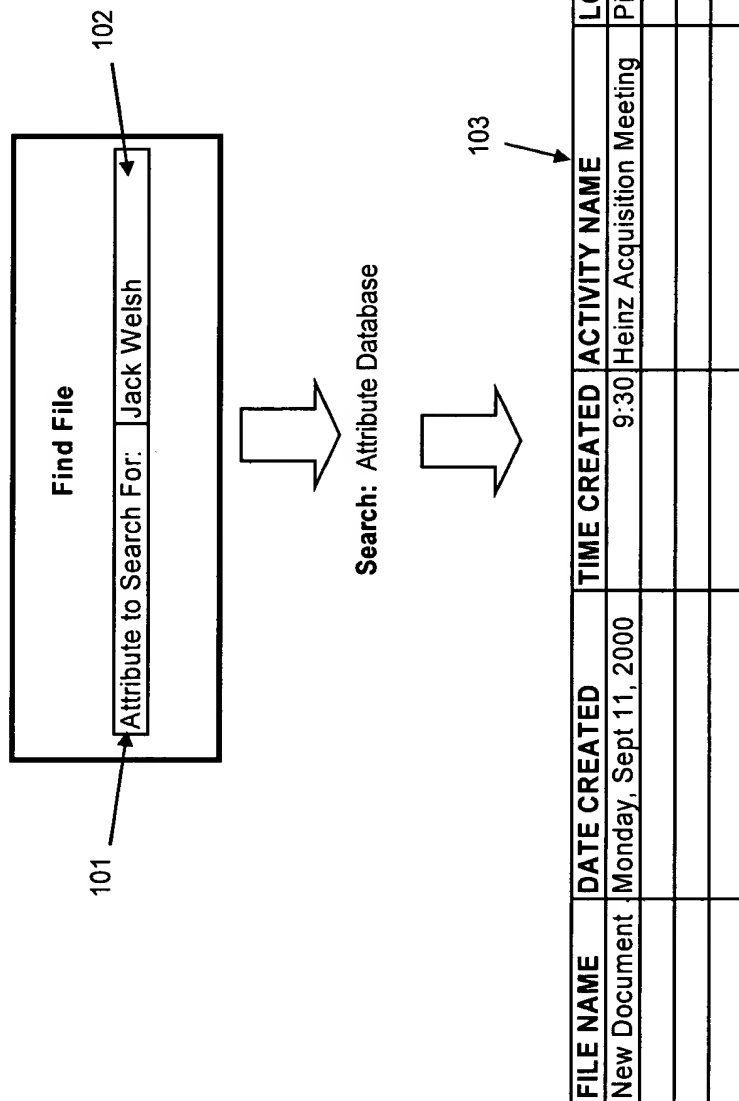 Find File
101
Attribute to Search For: Jack Welsh
102
Search: Attribute Database
103
FILE NAME DATE CREATED TIME CREATED ACTIVITY NAME
New Document Monday, Sept 11, 2000 9:30 Heinz Acquisition Meeting